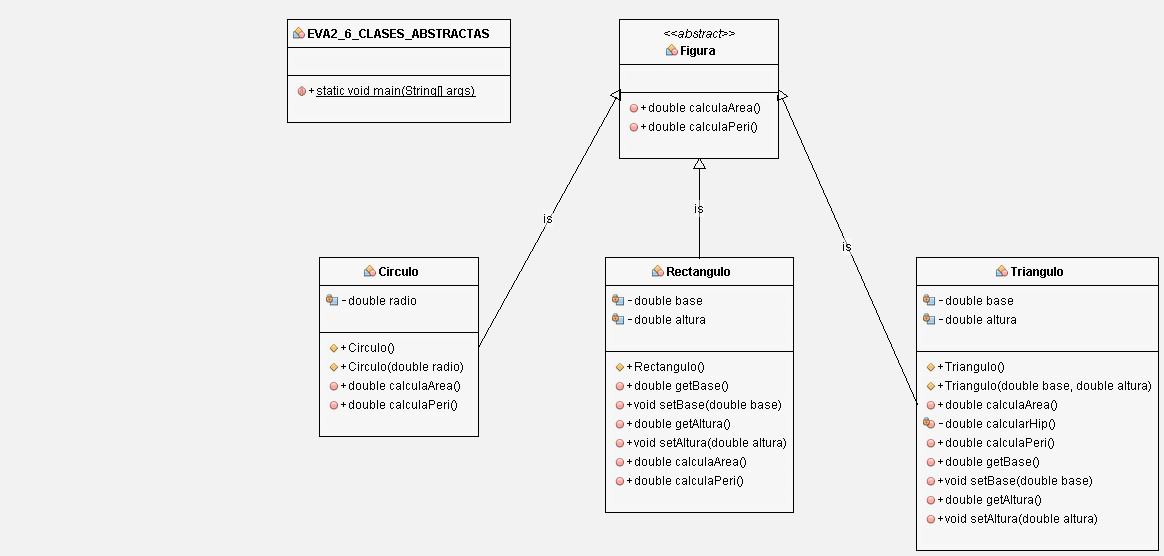 EVA2_6_CLASES_ABSTRACTAS
+static void main(String[] args)
<<abstract>>
Figura
+double calculaArea()
+double calculaPeri()
is
is
is
Circulo
-double radio
+Circulo()
+Circulo(double radio)
+double calculaArea()
+double calculaPeri()
Rectangulo
-double base
-double altura
+Rectangulo()
+double getBase()
+void setBase(double base)
+double getAltura()
+void setAltura(double altura)
+double calculaArea()
+double calculaPeri()
Triangulo
-double base
-double altura
+Triangulo()
+Triangulo(double base, double altura)
+double calculaArea()
-double calcularHip()
+double calculaPeri()
+double getBase()
+void setBase(double base)
+double getAltura()
+void setAltura(double altura)